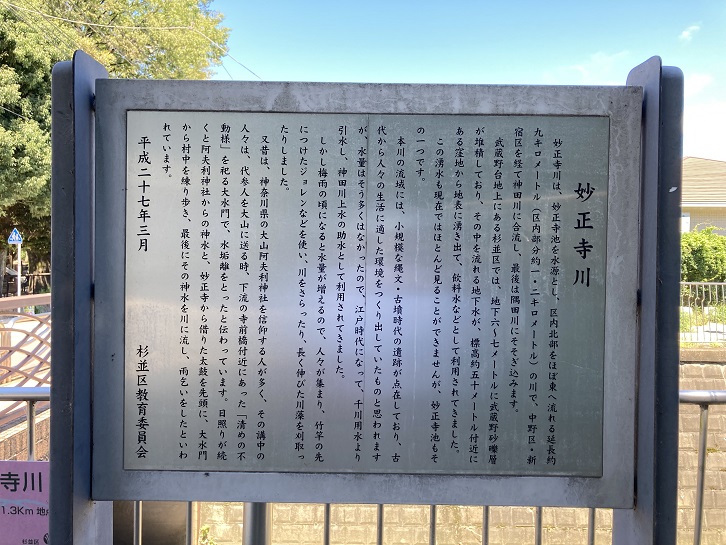 妙正寺川
妙正寺川は、妙正寺池を水源とし、区内北部をほぼ東へ流れる延長約
九キロメートル（区内部分約一・二キロメートル）の川で、中野区・新
宿区を経て神田川に合流し、最後は隅田川にそそぎ込みます。
武蔵野台地上にある杉並区では、地下六～七メートルに武蔵野砂礫層
が堆積しており、その中を流れる地下水が、標高約五十メートル付近に
ある窪地から地表に湧き出て、飲料水などとして利用されてきました。
この湧水も現在ではほとんど見ることができませんが、妙正寺池もそ
の一つです。
本川の流域には、小規模な縄文・古墳時代の遺跡が点在しており、古
代から人々の生活に適した環境をつくり出していたものと思われます
が、水量はそう多くはなかったので、江戸時代になって、千川用水より
引水し、神田川上水の助水として利用されてきました。
しかし梅雨の頃になると水量が増えるので、人々が集まり、竹竿の先
につけたジョレンなどを使い、川をさらったり、長く伸びた川藻を刈取っ
たりしました。
又昔は、神奈川県の大山阿夫利神社を信仰する人が多く、その講中の
人々は、代参人を大山に送る時、下流の寺前橋付近にあった「清めの不
動様」を祀る大水門で、水垢離をとったと伝わっています。日照りが続
くと阿夫利神社からの神水と、妙正寺から借りた太鼓を先頭に、大水門
から村中を練り歩き、最後にその神水を川に流し、雨乞いをしたといわ
れています。
平成二十七年三月
杉並区教育委員会
寺川
1.3Km 地点
杉並区